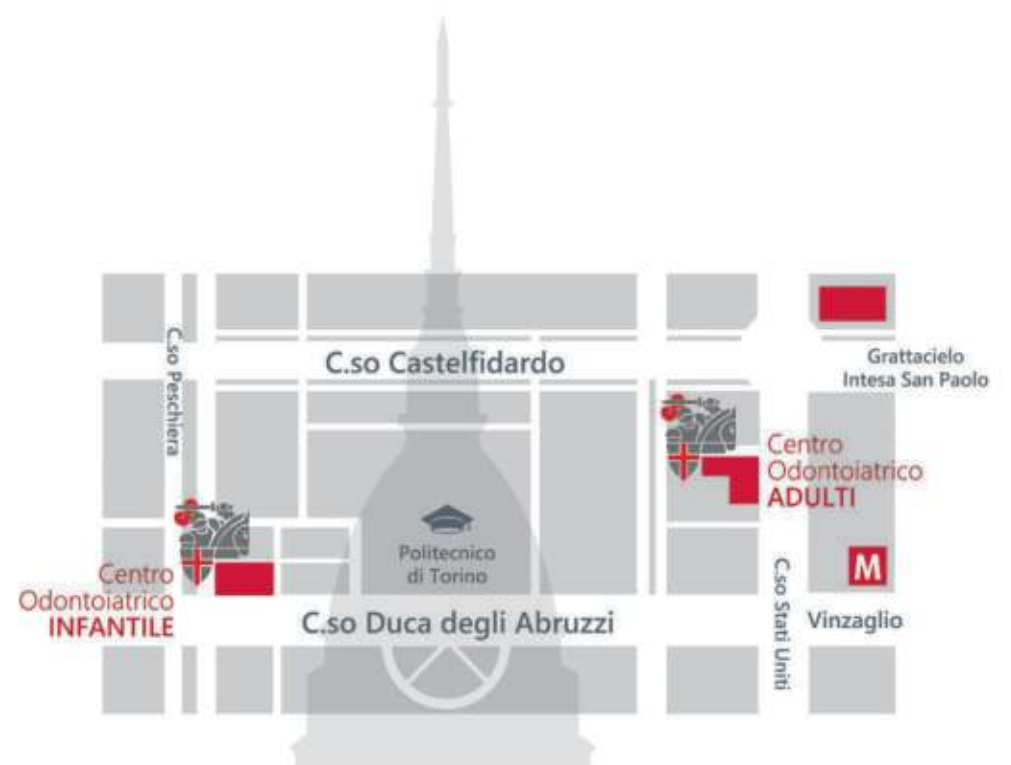 C.so Peschiera
C.so Castelfidardo
Grattacielo
Intesa San Paolo
Centro
Odontoiatrico
ADULTI
Politecnico
di Torino
M
Centro
Odontoiatrico
INFANTILE
C.so Duca degli Abruzzi
C.so Stati Uniti
Vinzaglio